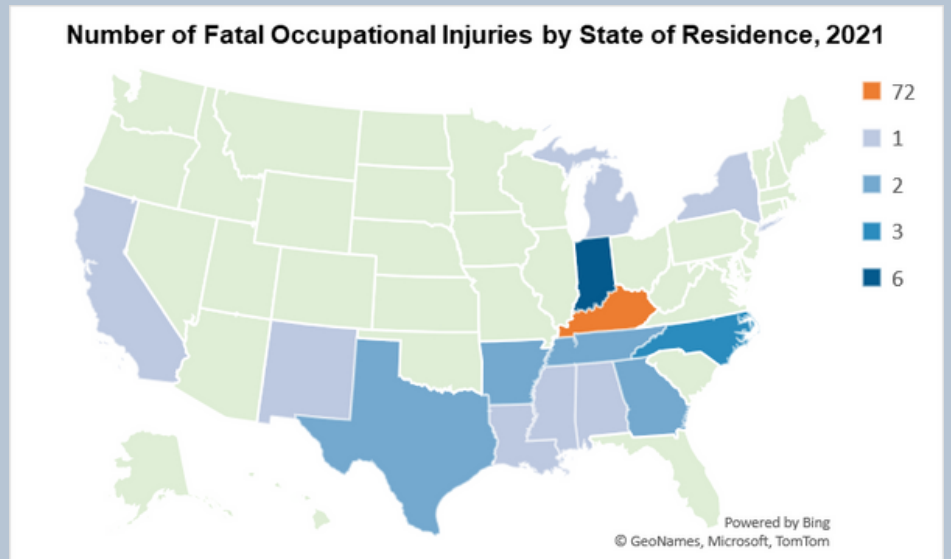 Number of Fatal Occupational Injuries by State of Residence, 2021
72
1
2
3
6
Powered by Bing
© GeoNames, Microsoft, TomTom